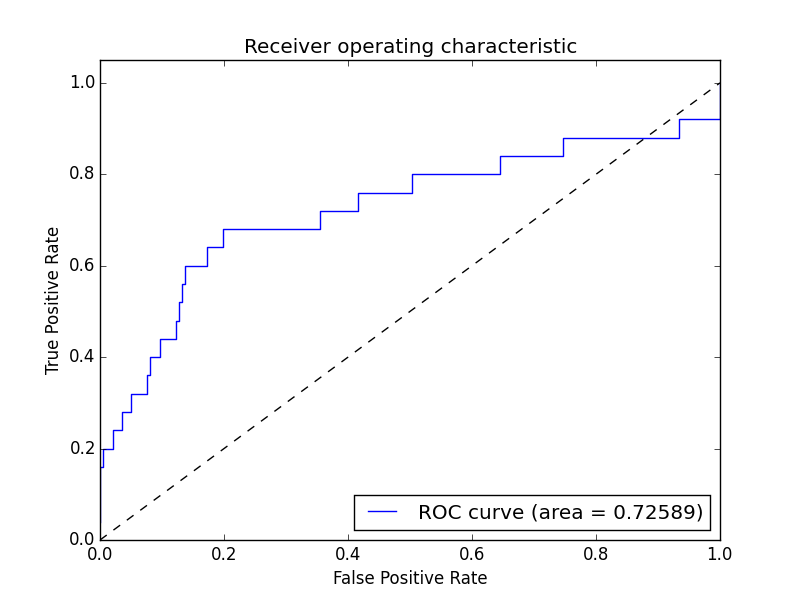 Receiver operating characteristic
1.0
0.8
0.6
0.4
0.2
0.0
True Positive Rate
ROC curve (area = 0.72589)
0.0 0.2 0.4 0.6 0.8 1.0
False Positive Rate